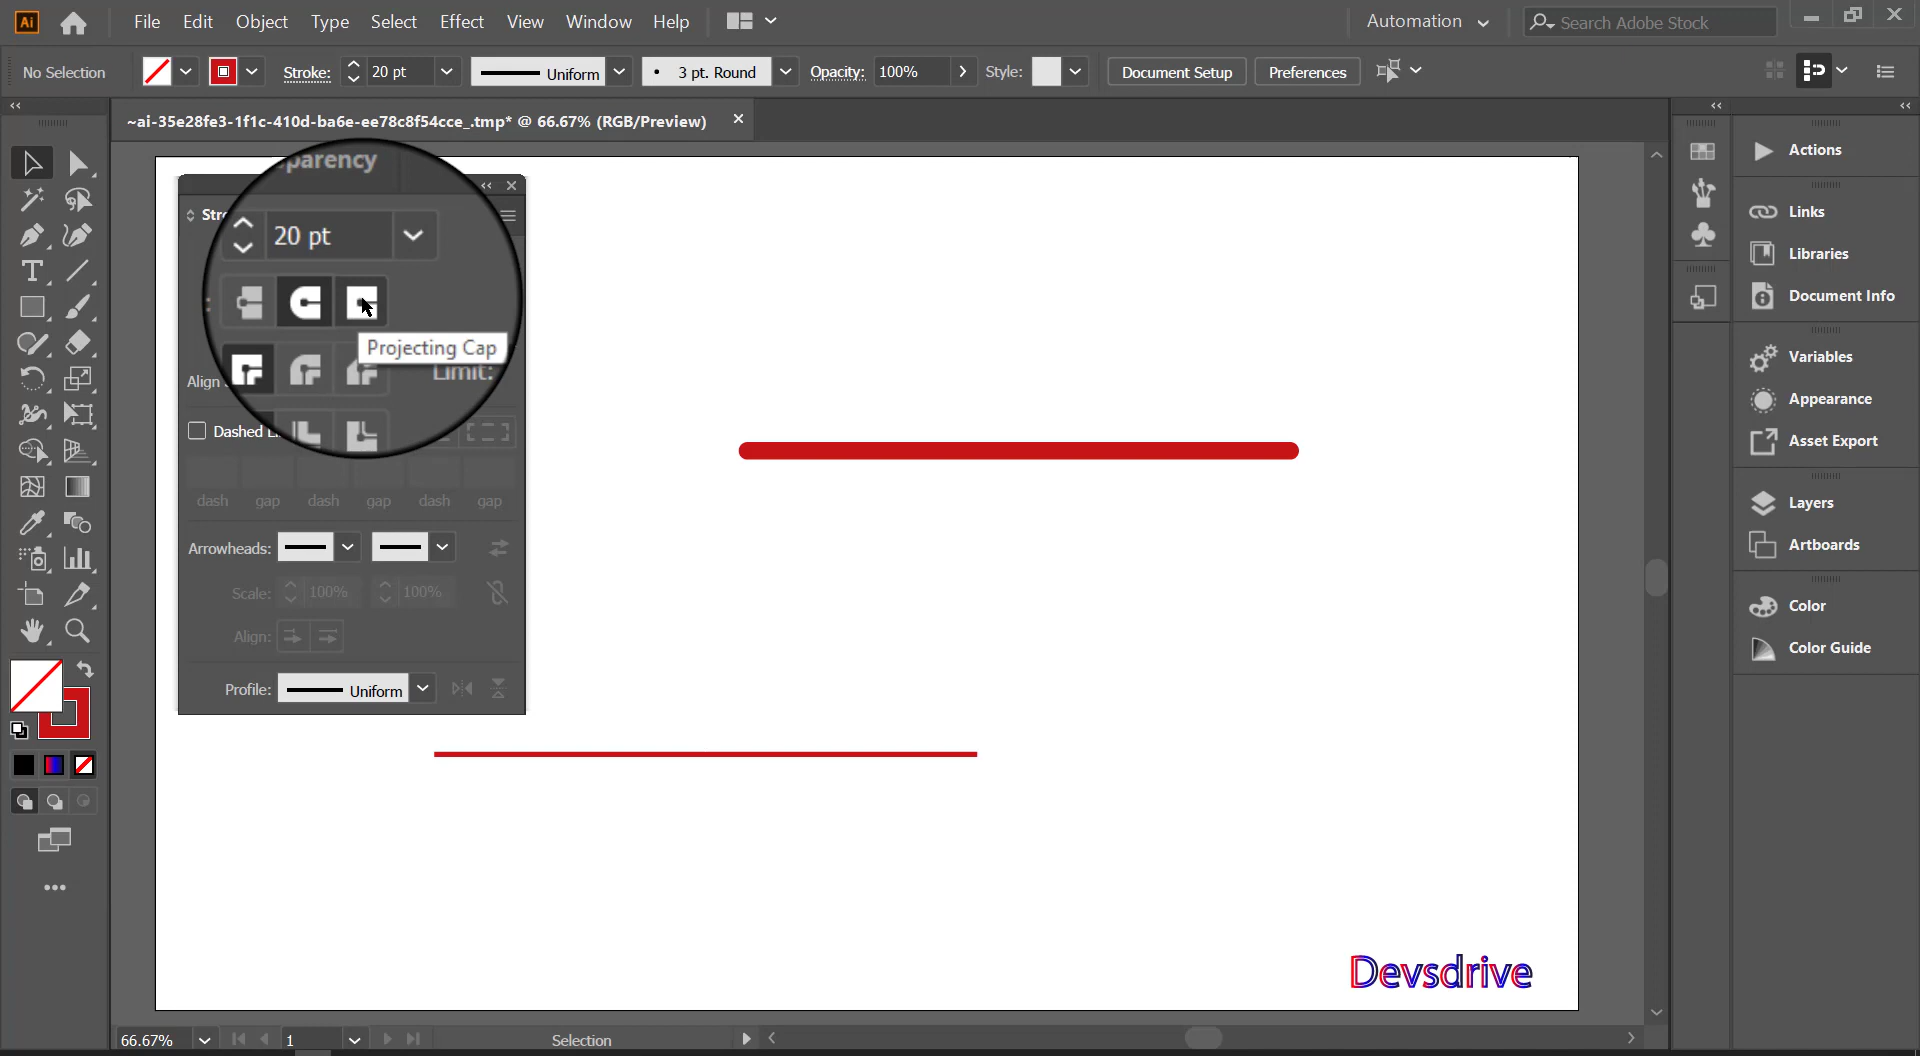 Ai File Edit Object Type Select Effect View Window Help Automation Search Adobe Stock
No Selection Stroke: 20 pt Uniform 3 pt. Round Opacity: 100% Style: Document Setup Preferences
~ai-35e28fe3-1f1c-410d-ba6e-ee78c8f54cce_.tmp* @ 66.67% (RGB/Preview)
sparency
Stro
20 pt
Projecting Cap
Limit:
Align
Dashed L
dash gap dash gap dash gap
Arrowheads:
Scale: 100% 100%
Align:
Profile: Uniform
Actions
Links
Libraries
Document Info
Variables
Appearance
Asset Export
Layers
Artboards
Color
Color Guide
Devsdrive
66.67% 1 Selection